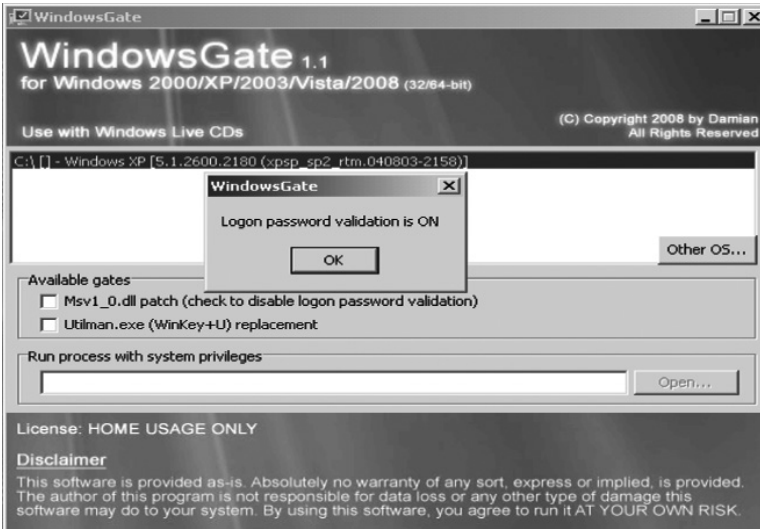 WindowsGate
WindowsGate 1.1
for Windows 2000/XP/2003/Vista/2008 (32/64-bit)
Use with Windows Live CDs
(C) Copyright 2008 by Damian
All Rights Reserved
C:\ [] - Windows XP [5.1.2600.2180 (xpsp_sp2_rtm.040803-2158)]
WindowsGate
Logon password validation is ON
OK
Other OS...
Available gates
Msv1_0.dll patch (check to disable logon password validation)
Utilman.exe (WinKey+U) replacement
Run process with system privileges
Open...
License: HOME USAGE ONLY
Disclaimer
This software is provided as-is. Absolutely no warranty of any sort, express or implied, is provided.
The author of this program is not responsible for data loss or any other type of damage this
software may do to your system. By using this software, you agree to run it AT YOUR OWN RISK.